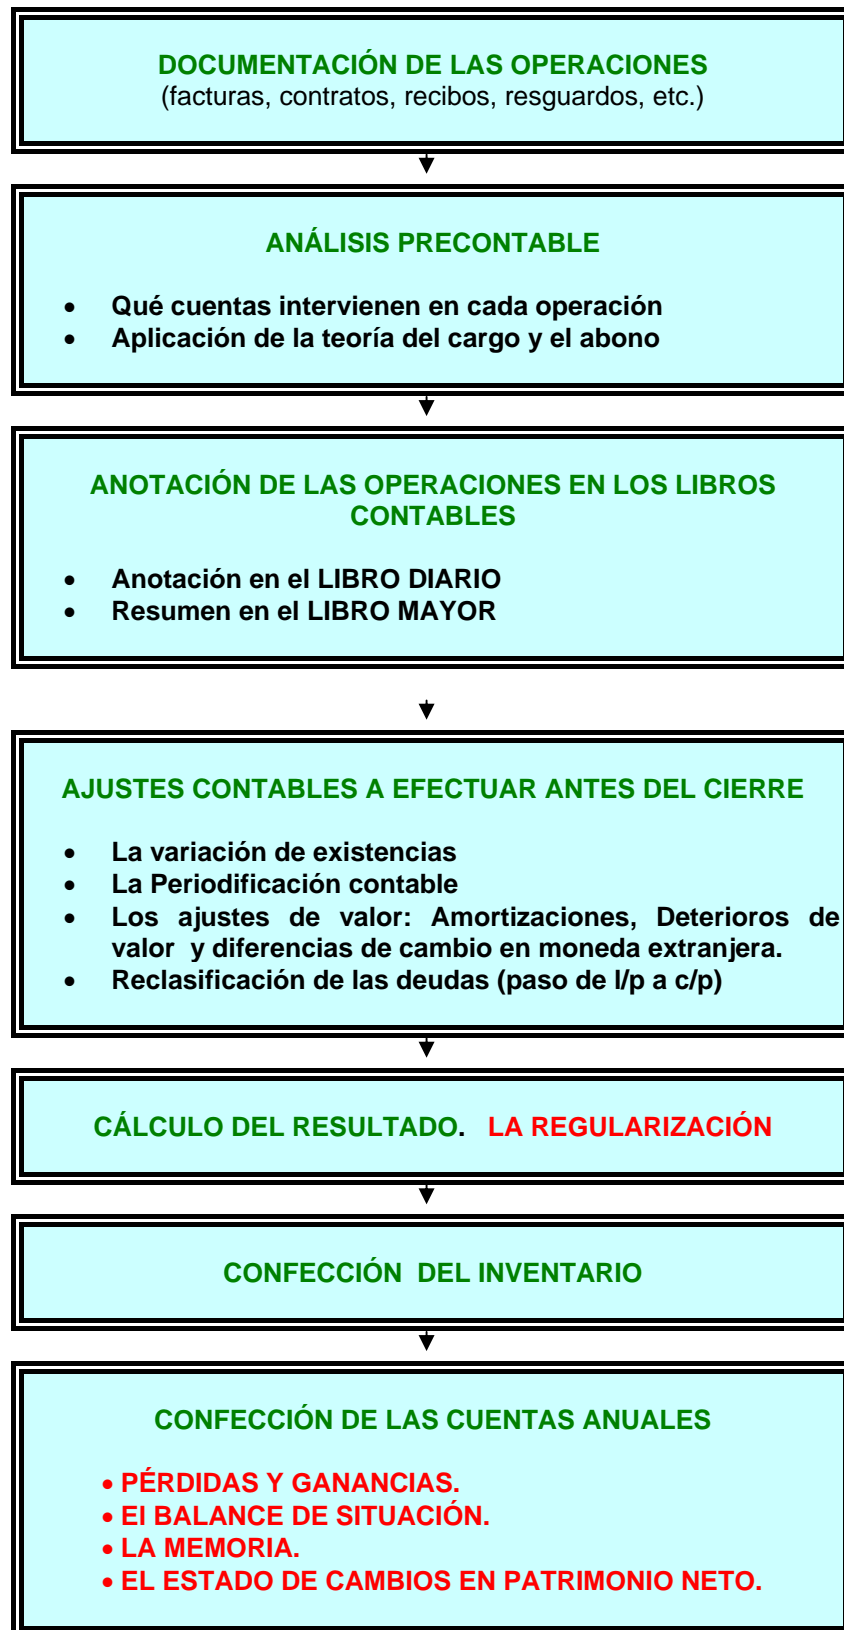 DOCUMENTACIÓN DE LAS OPERACIONES
(facturas, contratos, recibos, resguardos, etc.)
ANÁLISIS PRECONTABLE
• Qué cuentas intervienen en cada operación
• Aplicación de la teoría del cargo y el abono
ANOTACIÓN DE LAS OPERACIONES EN LOS LIBROS
CONTABLES
• Anotación en el LIBRO DIARIO
• Resumen en el LIBRO MAYOR
AJUSTES CONTABLES A EFECTUAR ANTES DEL CIERRE
• La variación de existencias
• La Periodificación contable
• Los ajustes de valor: Amortizaciones, Deterioros de
valor y diferencias de cambio en moneda extranjera.
• Reclasificación de las deudas (paso de l/p a c/p)
CÁLCULO DEL RESULTADO. LA REGULARIZACIÓN
CONFECCIÓN DEL INVENTARIO
CONFECCIÓN DE LAS CUENTAS ANUALES
• PÉRDIDAS Y GANANCIAS.
• El BALANCE DE SITUACIÓN.
• LA MEMORIA.
• EL ESTADO DE CAMBIOS EN PATRIMONIO NETO.